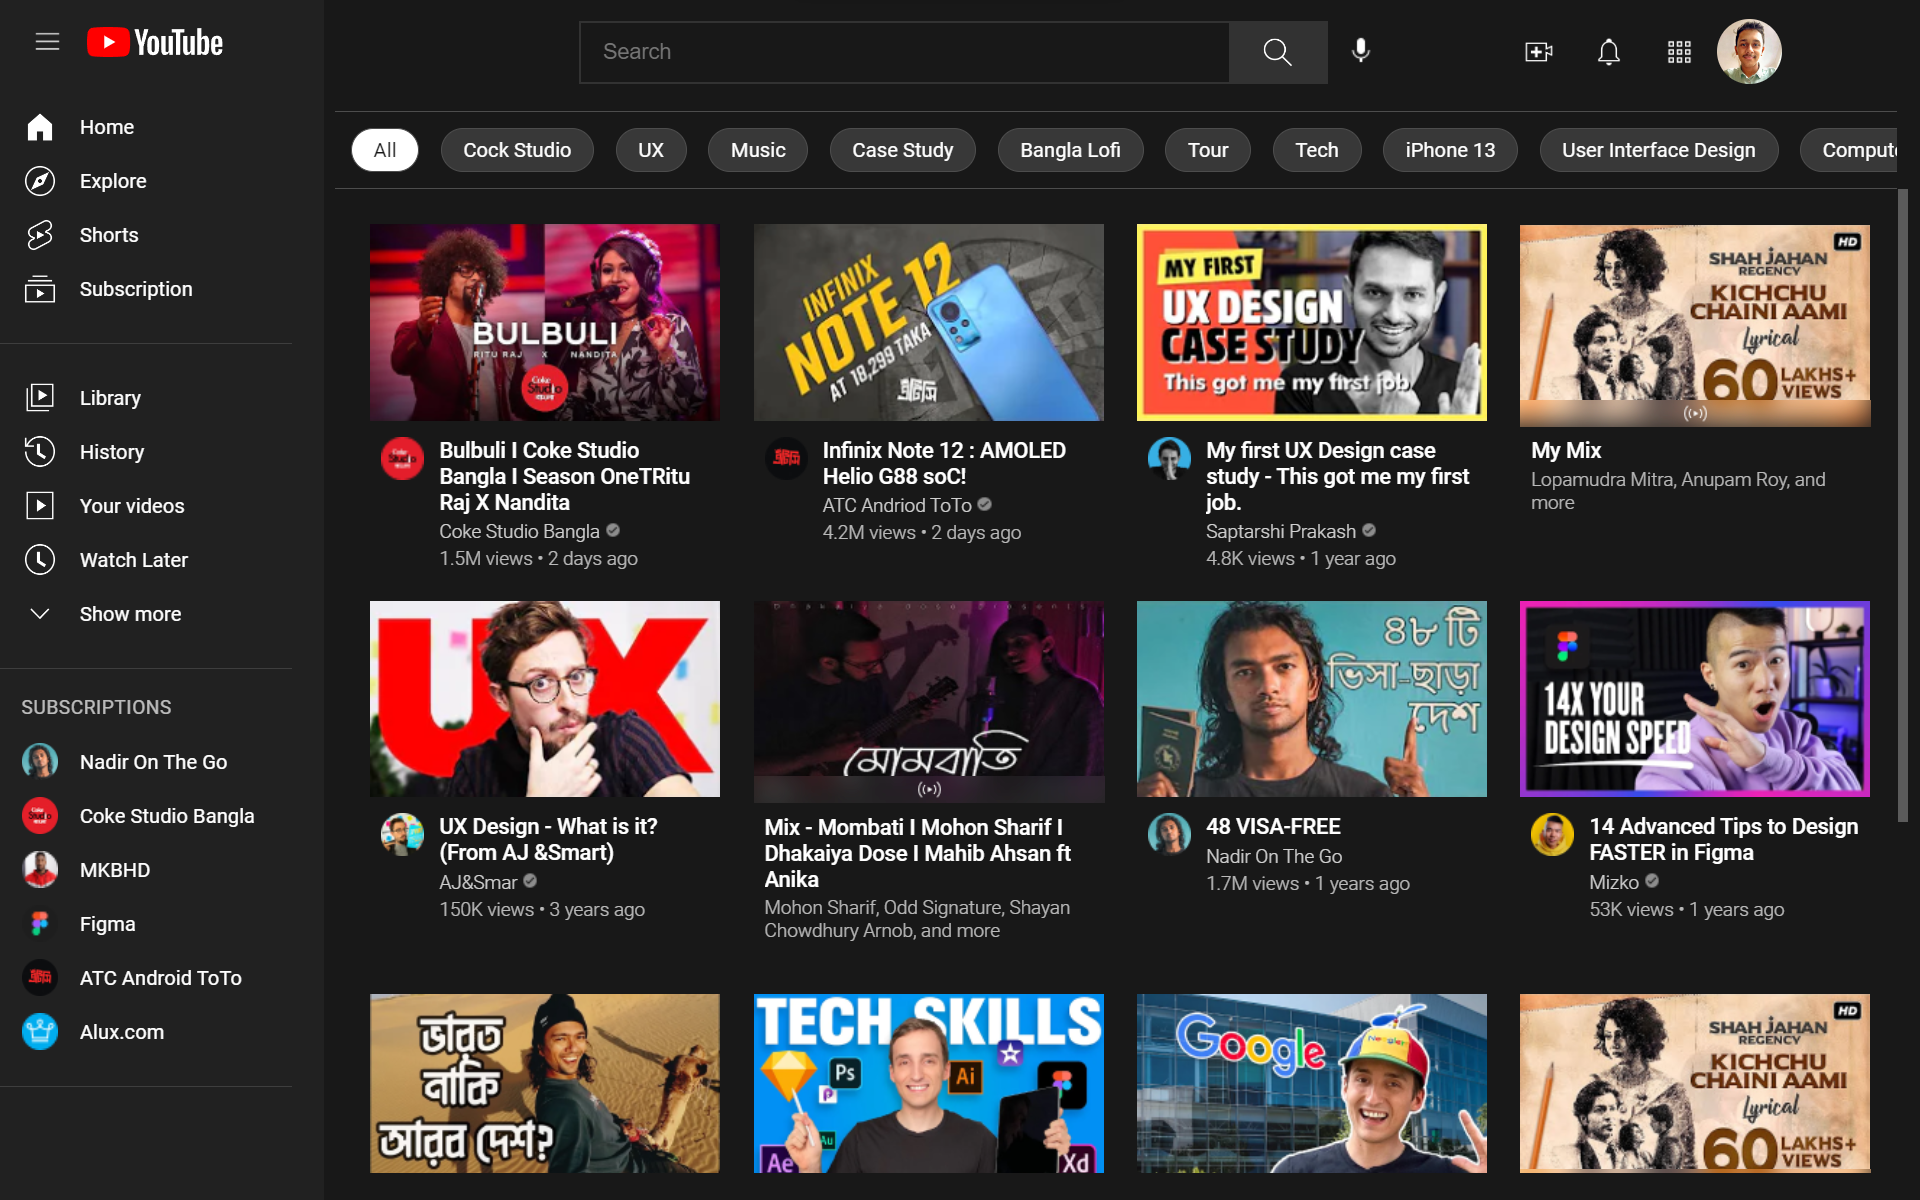 YouTube
Search
Home
Explore
Shorts
Subscription
Library
History
Your videos
Watch Later
Show more
SUBSCRIPTIONS
Nadir On The Go
Coke Studio Bangla
MKBHD
Figma
ATC Android ToTo
Alux.com
All
Cock Studio
UX
Music
Case Study
Bangla Lofi
Tour
Tech
iPhone 13
User Interface Design
Comput
BULBULI
RITU RAJ X NANDITA
Coke
Studio
বাংলা
Bulbuli I Coke Studio
Bangla I Season OneTRitu
Raj X Nandita
Coke Studio Bangla
1.5M views • 2 days ago
INFINIX
NOTE 12
AT 18,299 TAKA
Infinix Note 12 : AMOLED
Helio G88 soC!
ATC Andriod ToTo
4.2M views • 2 days ago
MY FIRST
UX DESIGN
CASE STUDY
This got me my first job.
My first UX Design case
study - This got me my first
job.
Saptarshi Prakash
4.8K views • 1 year ago
HD
SHAH JAHAN
REGENCY
KICHCHU
CHAINI AAMI
Lyrical
60 LAKHS+
VIEWS
My Mix
Lopamudra Mitra, Anupam Roy, and
more
UX
UX Design - What is it?
(From AJ &Smart)
AJ&Smar
150K views • 3 years ago
মোমবাতি
Mix - Mombati I Mohon Sharif I
Dhakaiya Dose I Mahib Ahsan ft
Anika
Mohon Sharif, Odd Signature, Shayan
Chowdhury Arnob, and more
৪৮ টি
ভিসা-ছাড়া
দেশ
48 VISA-FREE
Nadir On The Go
1.7M views • 1 years ago
14X YOUR
DESIGN SPEED
14 Advanced Tips to Design
FASTER in Figma
Mizko
53K views • 1 years ago
ভারত
নাকি
আরব দেশ?
TECH SKILLS
Ps
Ai
Au
Ae
Xd
Google
HD
SHAH JAHAN
REGENCY
KICHCHU
CHAINI AAMI
Lyrical
60 LAKHS+
VIEWS